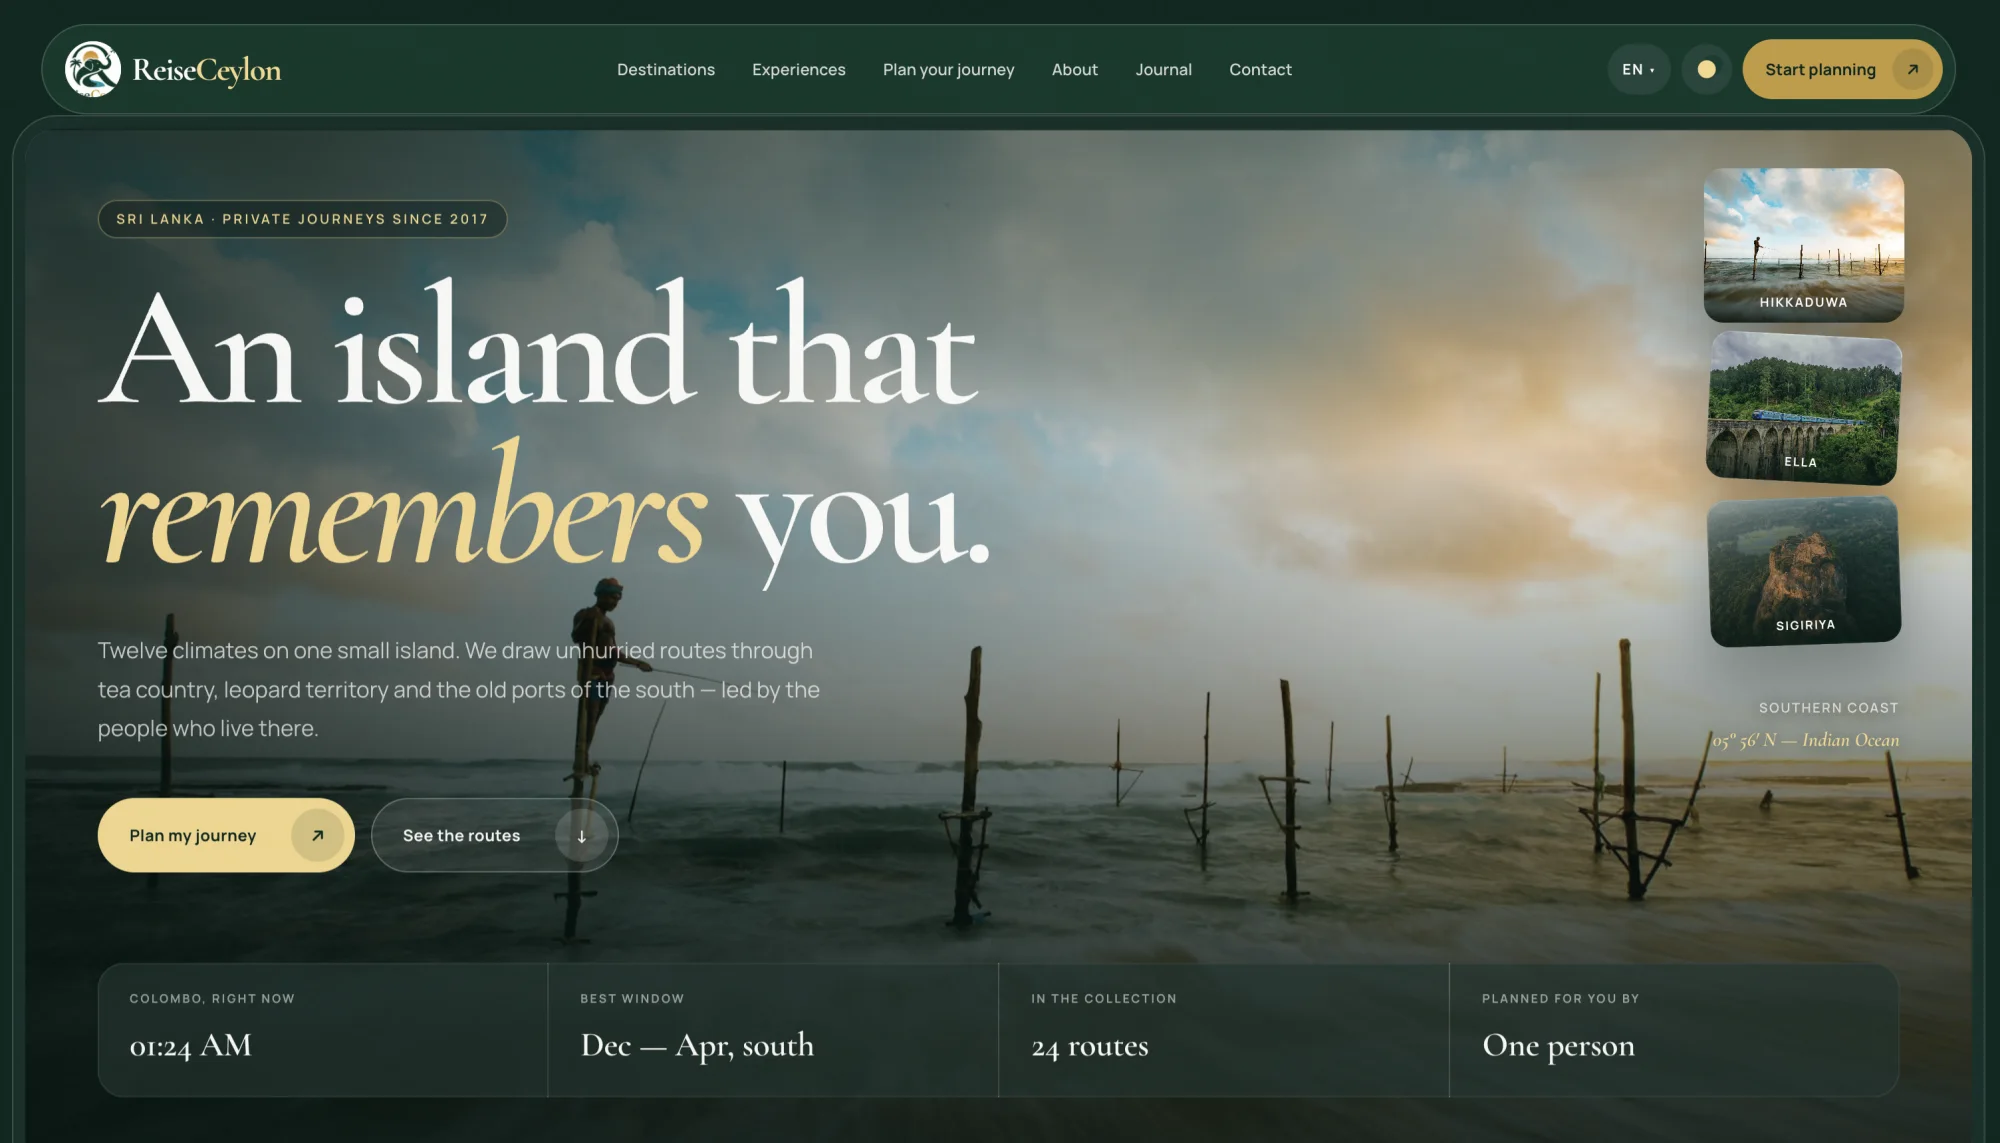 ReiseCeylon
Destinations
Experiences
Plan your journey
About
Journal
Contact
EN
Start planning
SRI LANKA · PRIVATE JOURNEYS SINCE 2017
An island that
remembers you.
Twelve climates on one small island. We draw unhurried routes through
tea country, leopard territory and the old ports of the south — led by the
people who live there.
Plan my journey
See the routes
HIKKADUWA
ELLA
SIGIRIYA
SOUTHERN COAST
05° 56′ N — Indian Ocean
COLOMBO, RIGHT NOW
01:24 AM
BEST WINDOW
Dec — Apr, south
IN THE COLLECTION
24 routes
PLANNED FOR YOU BY
One person